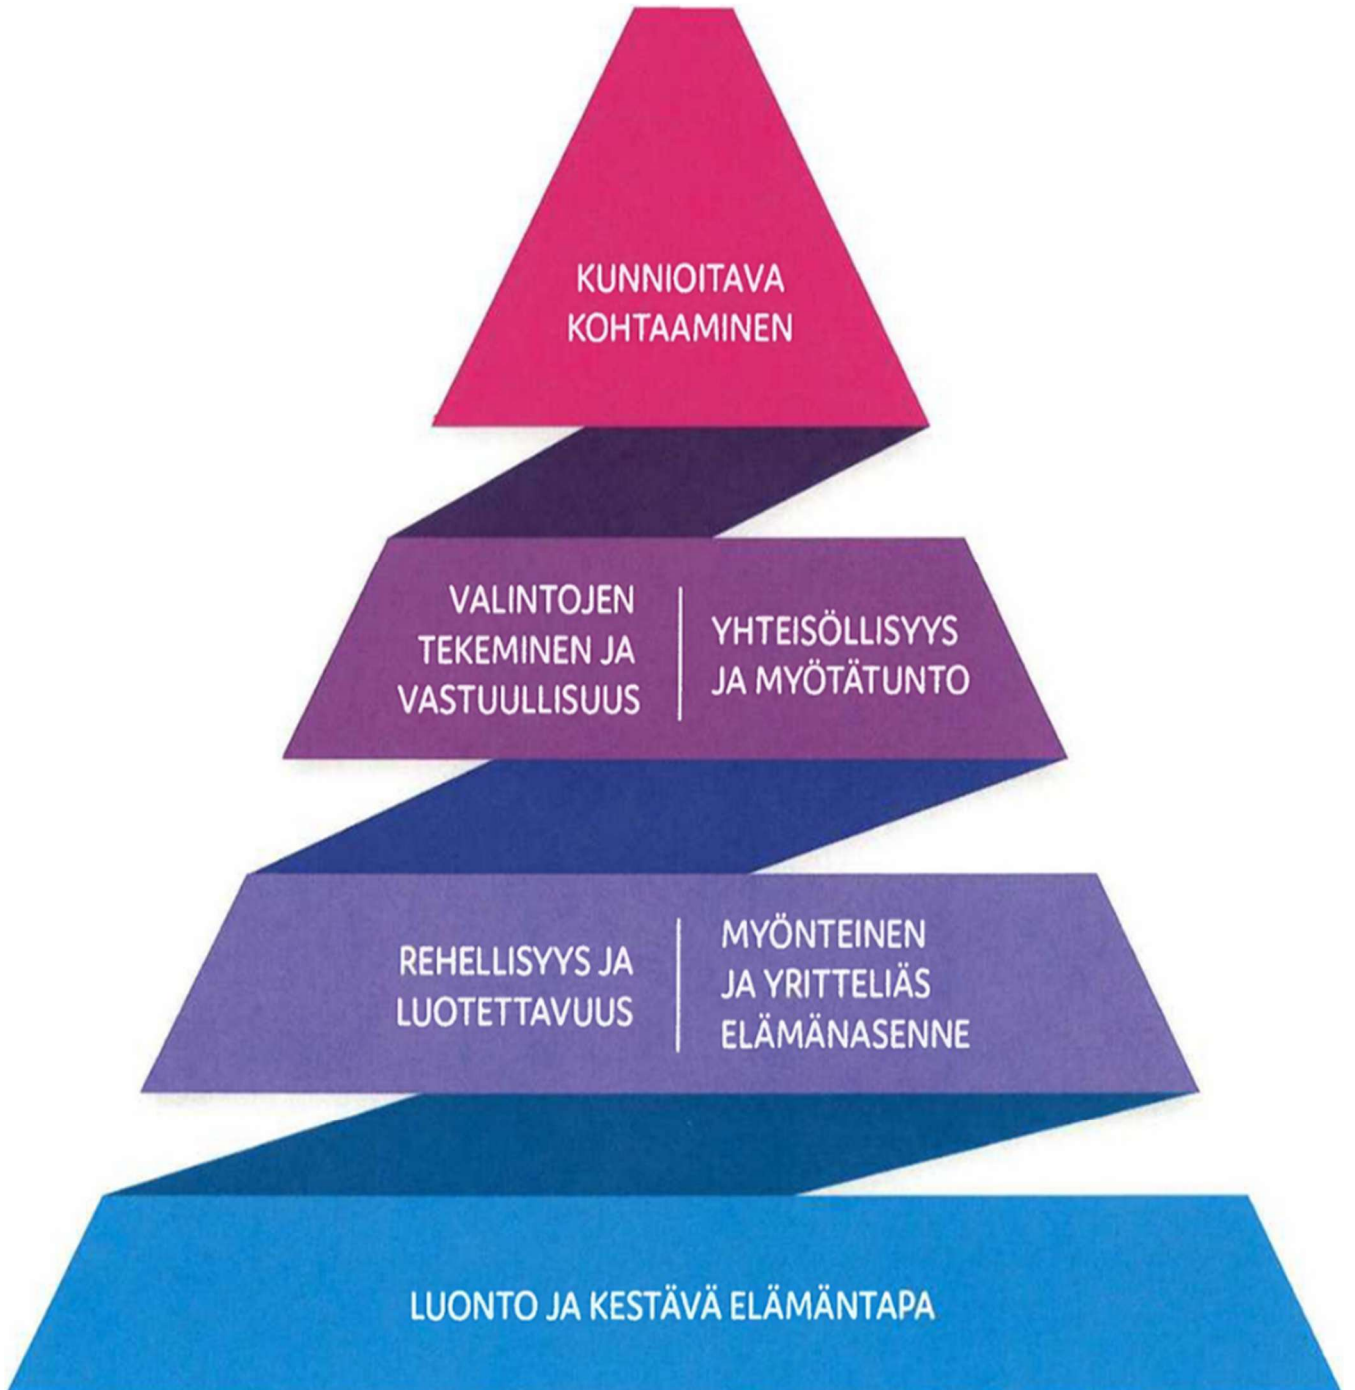 KUNNIOITAVA
KOHTAAMINEN
VALINTOJEN
TEKEMINEN JA
VASTUULLISUUS
YHTEISÖLLISYYS
JA MYÖTÄTUNTO
REHELLISYYS JA
LUOTETTAVUUS
MYÖNTEINEN
JA YRITTELIÄS
ELÄMÄNASENNE
LUONTO JA KESTÄVÄ ELÄMÄNTAPA